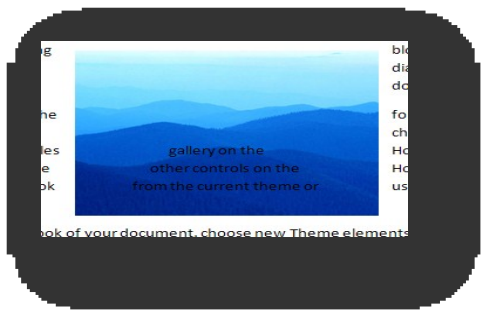 blo
dia
do
he fo
ch
les gallery on the Ho
e other controls on the Ho
ok from the current theme or us
ook of your document, choose new Theme elements